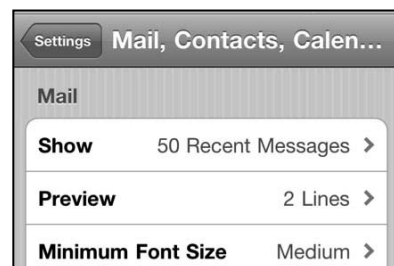 Settings Mail, Contacts, Calen...
Mail
Show 50 Recent Messages
Preview 2 Lines
Minimum Font Size Medium